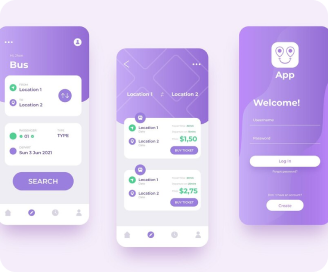 Bus
Location 1
Location 2
TYPE
Sun 3 Jun 2021
SEARCH
Location 1
Location 2
Location 1
Location 2
$1,50
BUY TICKET
Location 1
Location 2
$2,75
BUY TICKET
App
Welcome!
Username
Password
Log In
Create